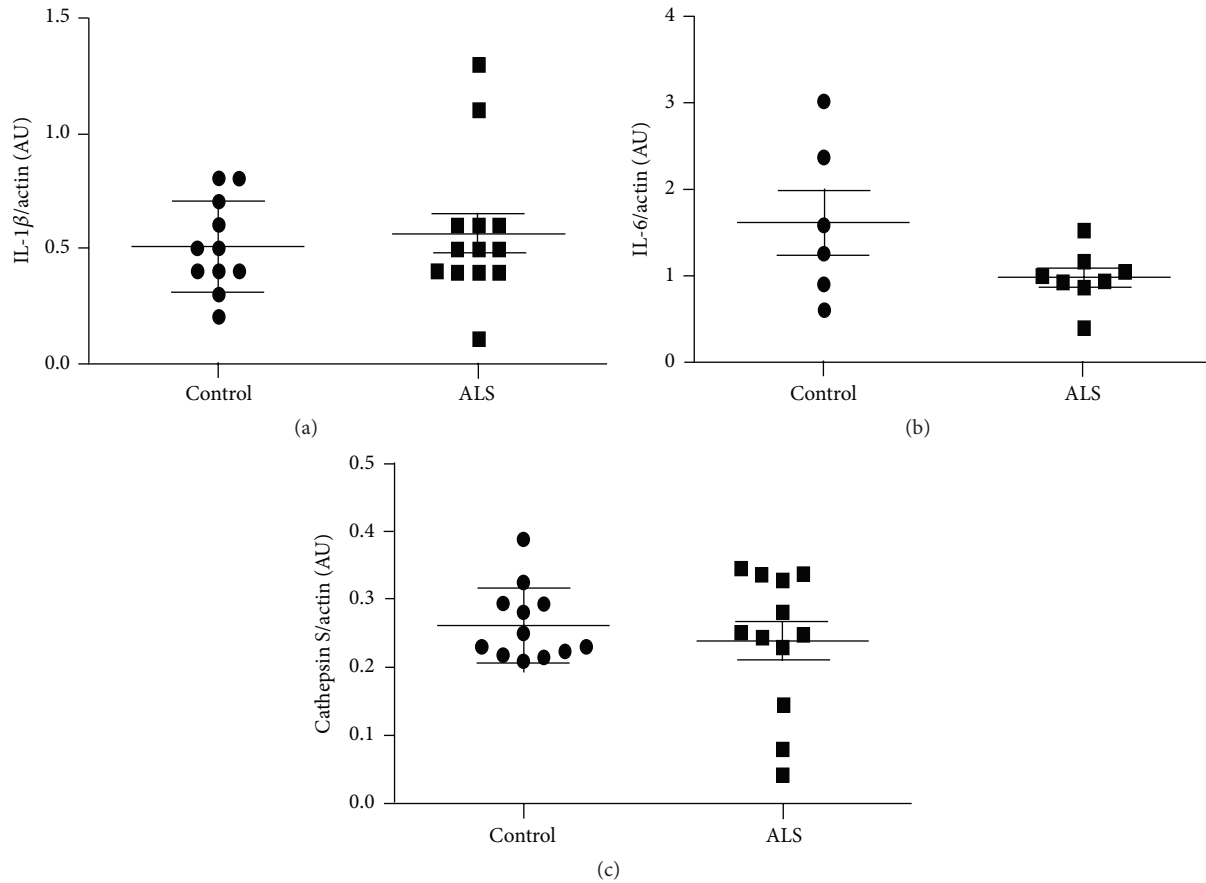 1.5
1.0
0.5
0.0
IL-1β/actin (AU)
Control
ALS
(a)
4
3
2
1
0
IL-6/actin (AU)
Control
ALS
(b)
0.5
0.4
0.3
0.2
0.1
0.0
Cathepsin S/actin (AU)
Control
ALS
(c)